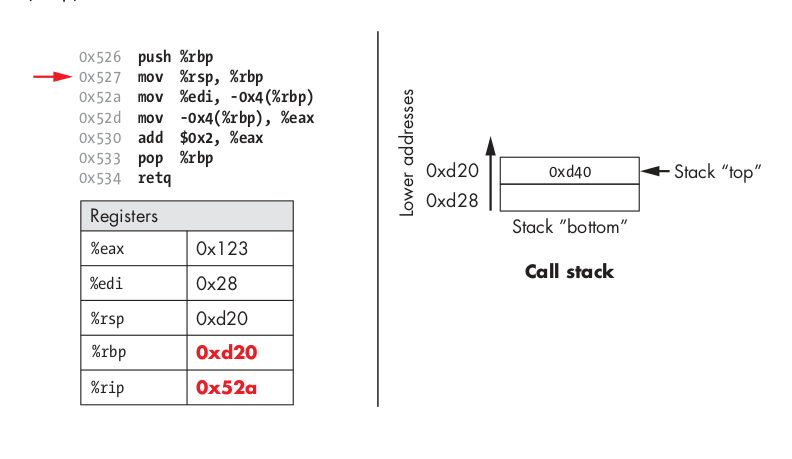 0x526 push %rbp
0x527 mov %rsp, %rbp
0x52a mov %edi, -0x4(%rbp)
0x52d mov -0x4(%rbp), %eax
0x530 add $0x2, %eax
0x533 pop %rbp
0x534 retq
Registers
%eax 0x123
%edi 0x28
%rsp 0xd20
%rbp 0xd20
%rip 0x52a
Lower addresses
0xd20 0xd40 Stack "top"
0xd28
Stack "bottom"
Call stack